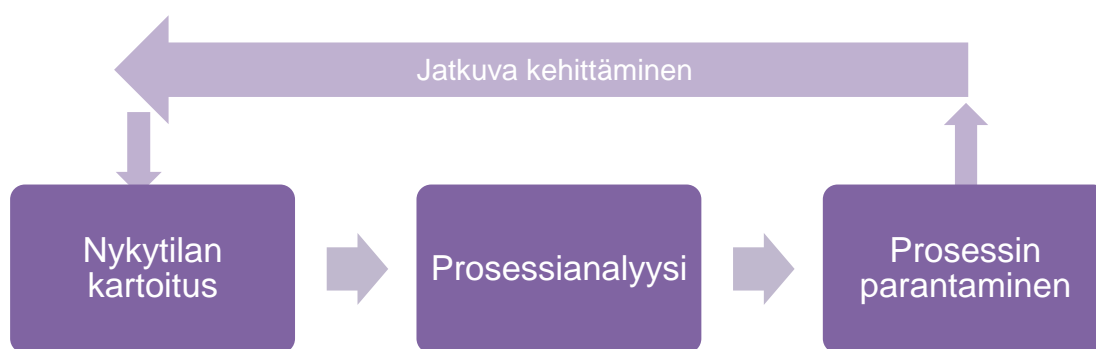 Jatkuva kehittäminen
Nykytilan
kartoitus
Prosessianalyysi
Prosessin
parantaminen